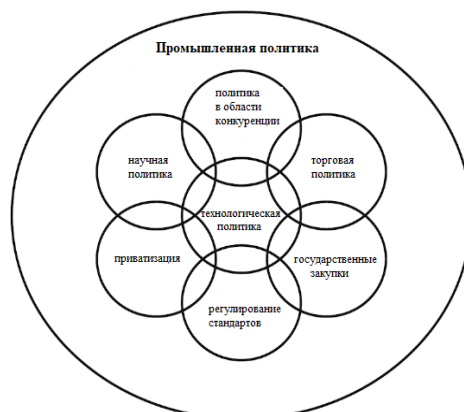 Промышленная политика
политика
в области
конкуренции
научная
политика
торговая
политика
технологическая
политика
приватизация
государственные
закупки
регулирование
стандартов